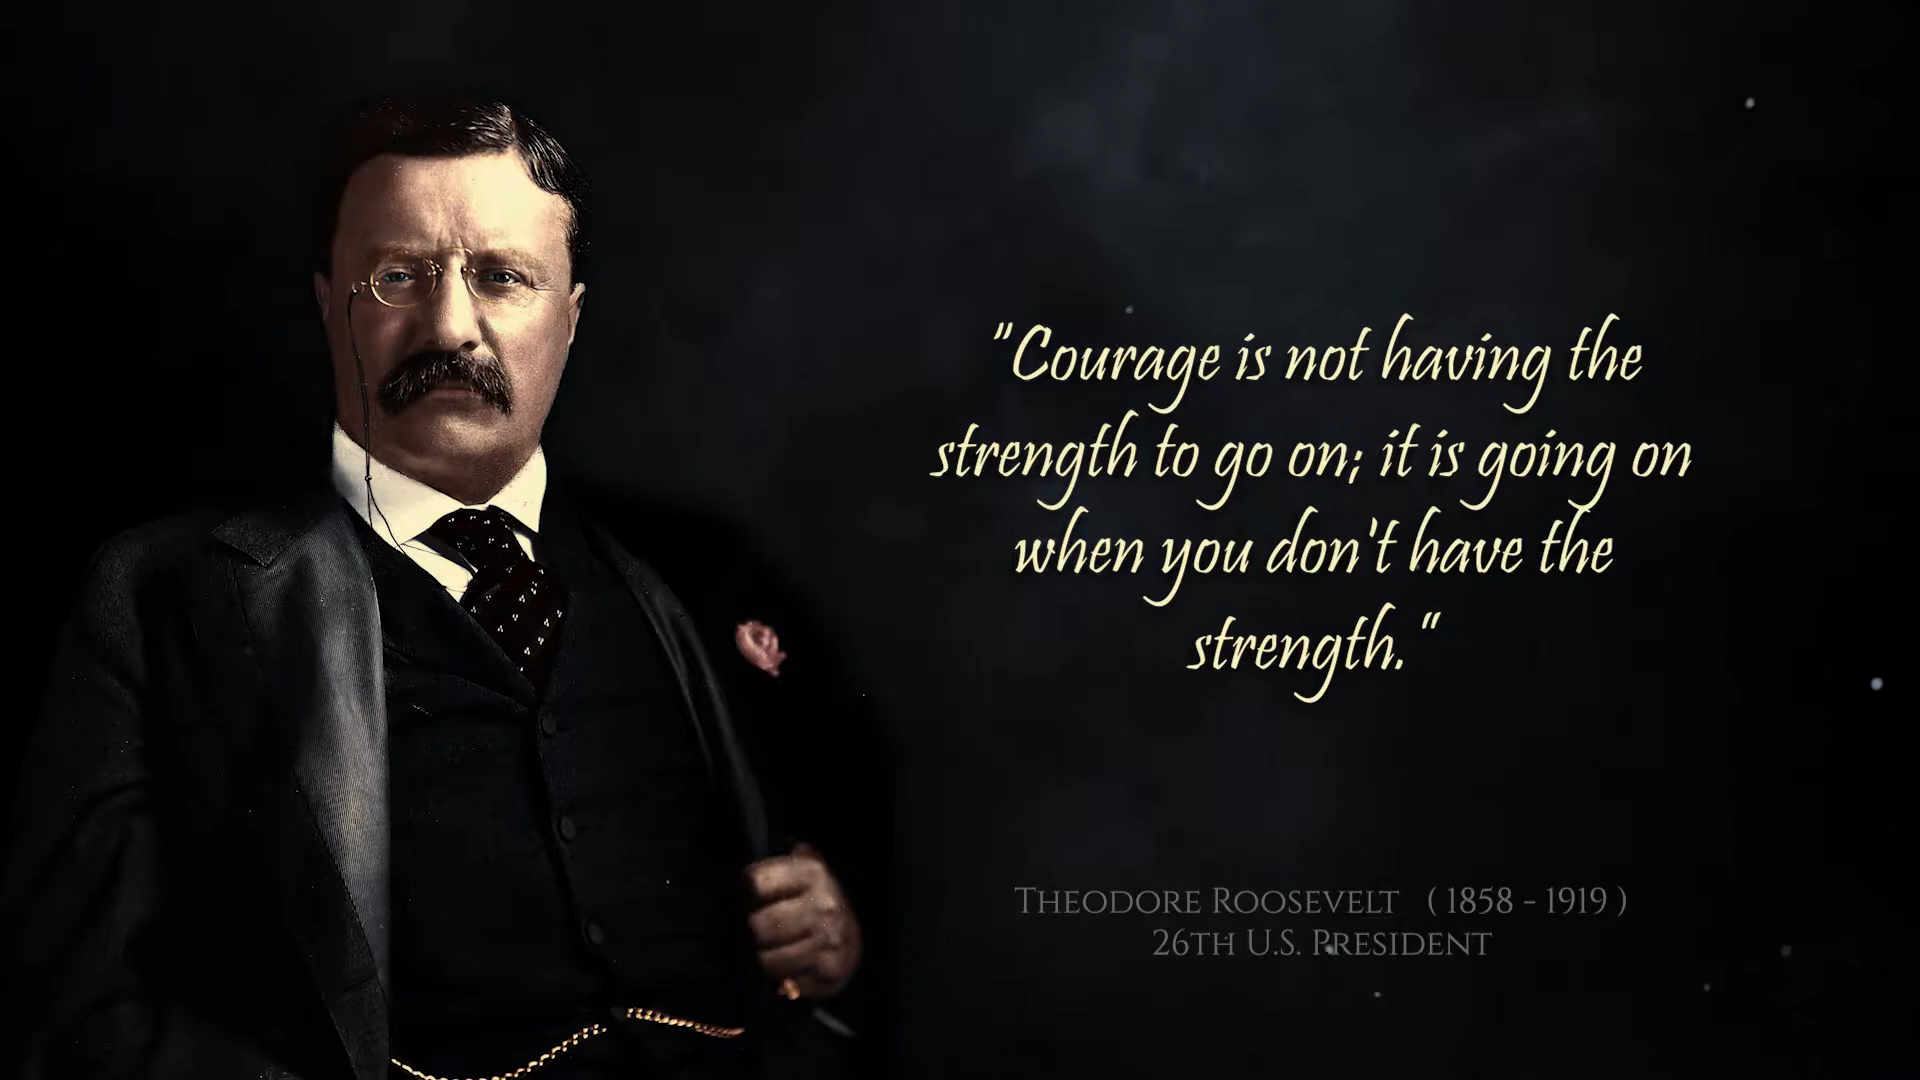 "Courage is not having the
strength to go on; it is going on
when you don't have the
strength."
Theodore Roosevelt ( 1858 - 1919 )
26th U.S. President